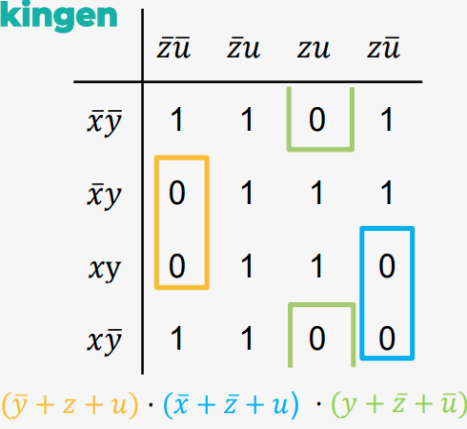 kingen
z̄ū z̄u zu zū
x̄ȳ 1 1 0 1
x̄y 0 1 1 1
xy 0 1 1 0
xȳ 1 1 0 0
(ȳ + z + u) · (x̄ + z̄ + u) · (y + z̄ + ū)